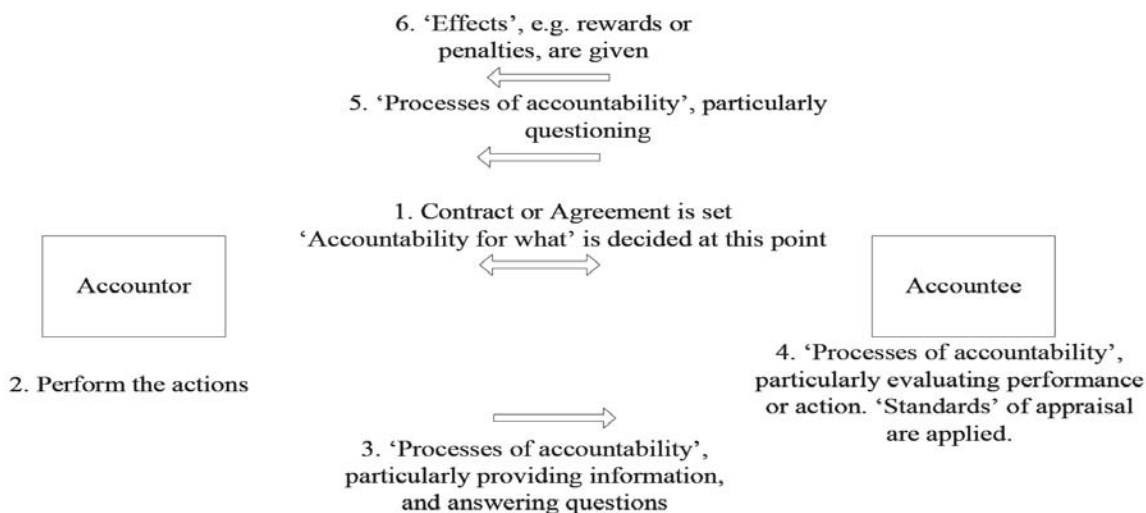 6. ‘Effects’, e.g. rewards or
penalties, are given
5. ‘Processes of accountability’, particularly
questioning
1. Contract or Agreement is set
‘Accountability for what’ is decided at this point
Accountor
Accountee
2. Perform the actions
4. ‘Processes of accountability’,
particularly evaluating performance
or action. ‘Standards’ of appraisal
are applied.
3. ‘Processes of accountability’,
particularly providing information,
and answering questions